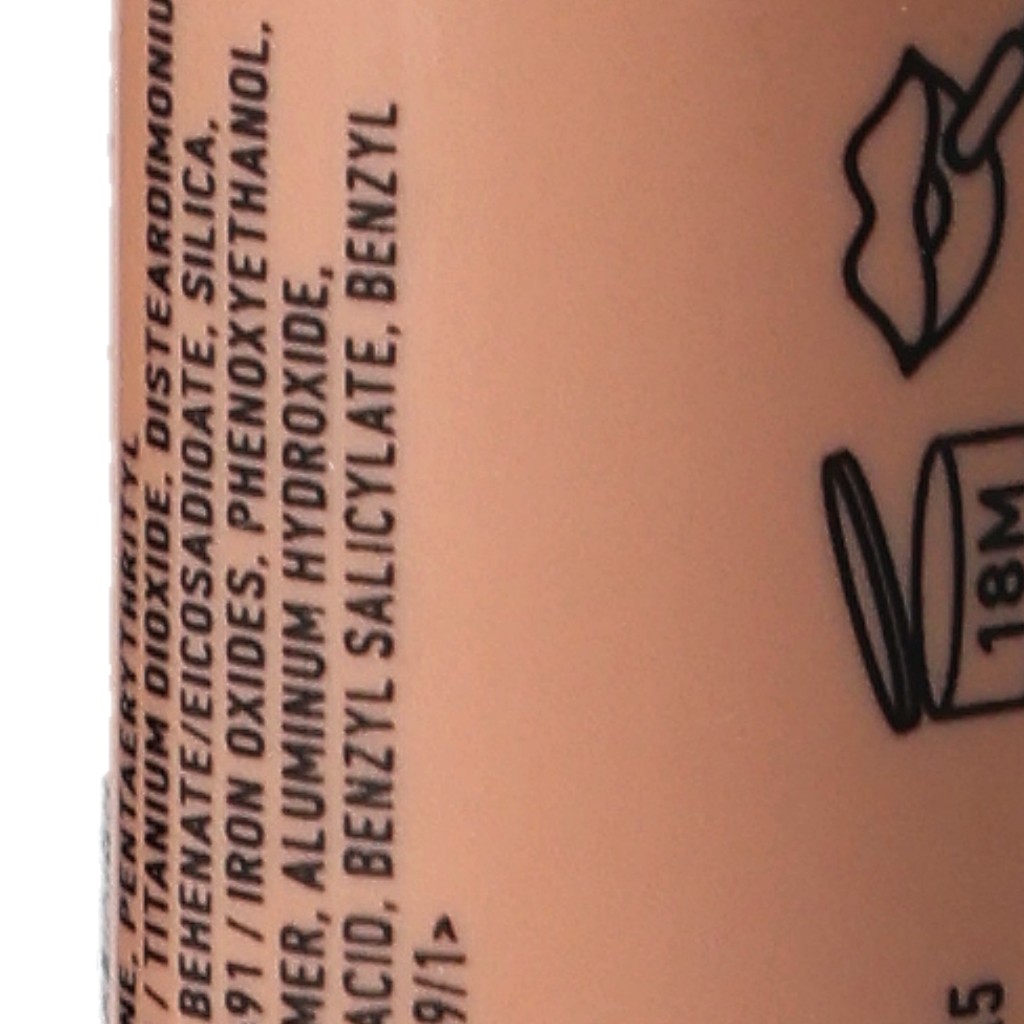 NE, PENTAERYTHRITYL
/ TITANIUM DIOXIDE, DISTEARDIMONIU
BEHENATE/EICOSADIOATE, SILICA,
91 / IRON OXIDES, PHENOXYETHANOL,
MER, ALUMINUM HYDROXIDE,
ACID, BENZYL SALICYLATE, BENZYL
9/1>
18M
15